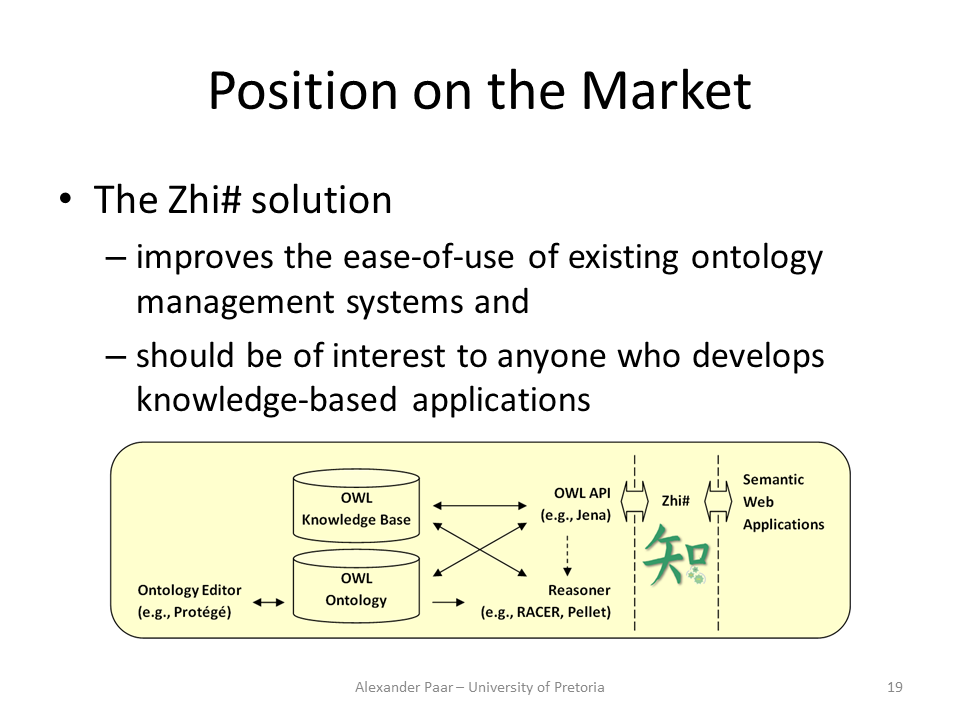 Position on the Market
• The Zhi# solution
– improves the ease-of-use of existing ontology
management systems and
– should be of interest to anyone who develops
knowledge-based applications
OWL
Knowledge Base
OWL API
(e.g., Jena)
Zhi#
Semantic
Web
Applications
知
Ontology Editor
(e.g., Protégé)
OWL
Ontology
Reasoner
(e.g., RACER, Pellet)
Alexander Paar – University of Pretoria
19